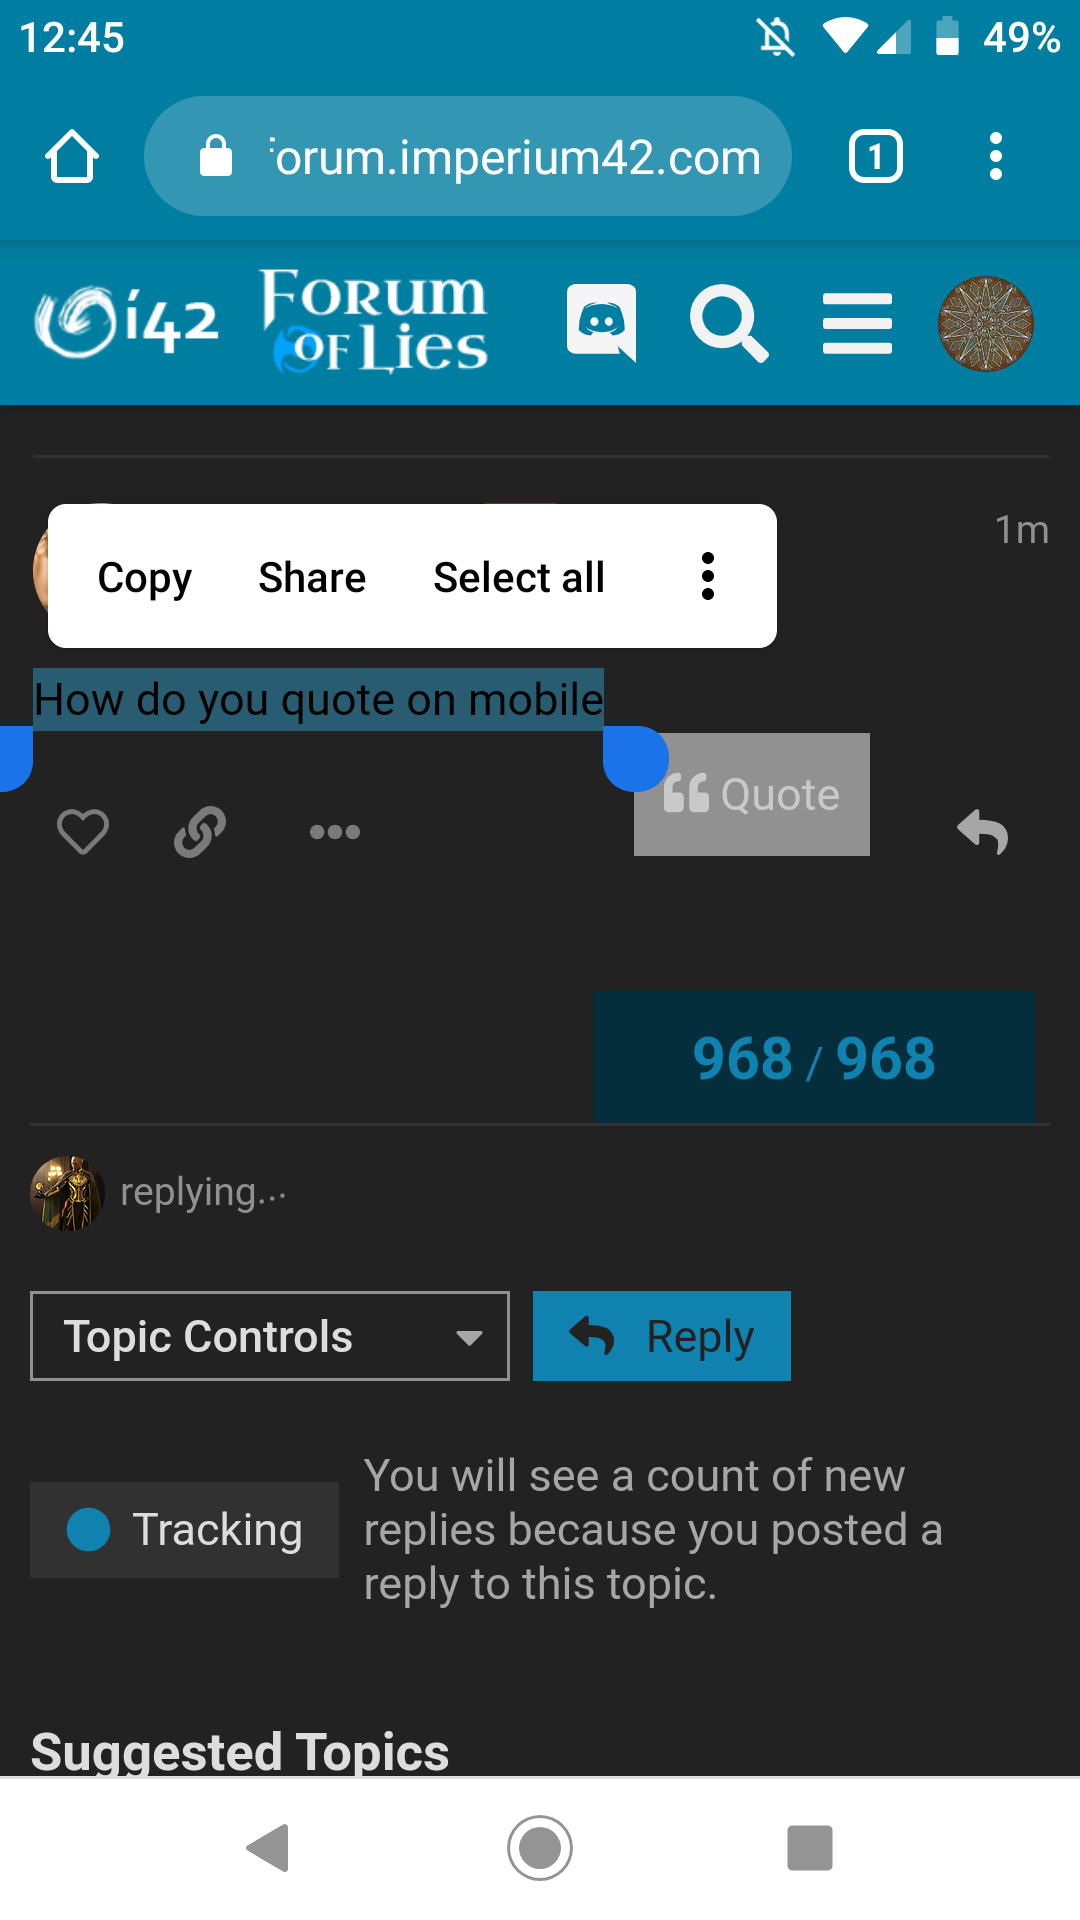 12:45
49%
forum.imperium42.com
1
i42
FORUM
OF LIES
1m
Copy Share Select all
How do you quote on mobile
Quote
968 / 968
replying...
Topic Controls
Reply
Tracking
You will see a count of new
replies because you posted a
reply to this topic.
Suggested Topics